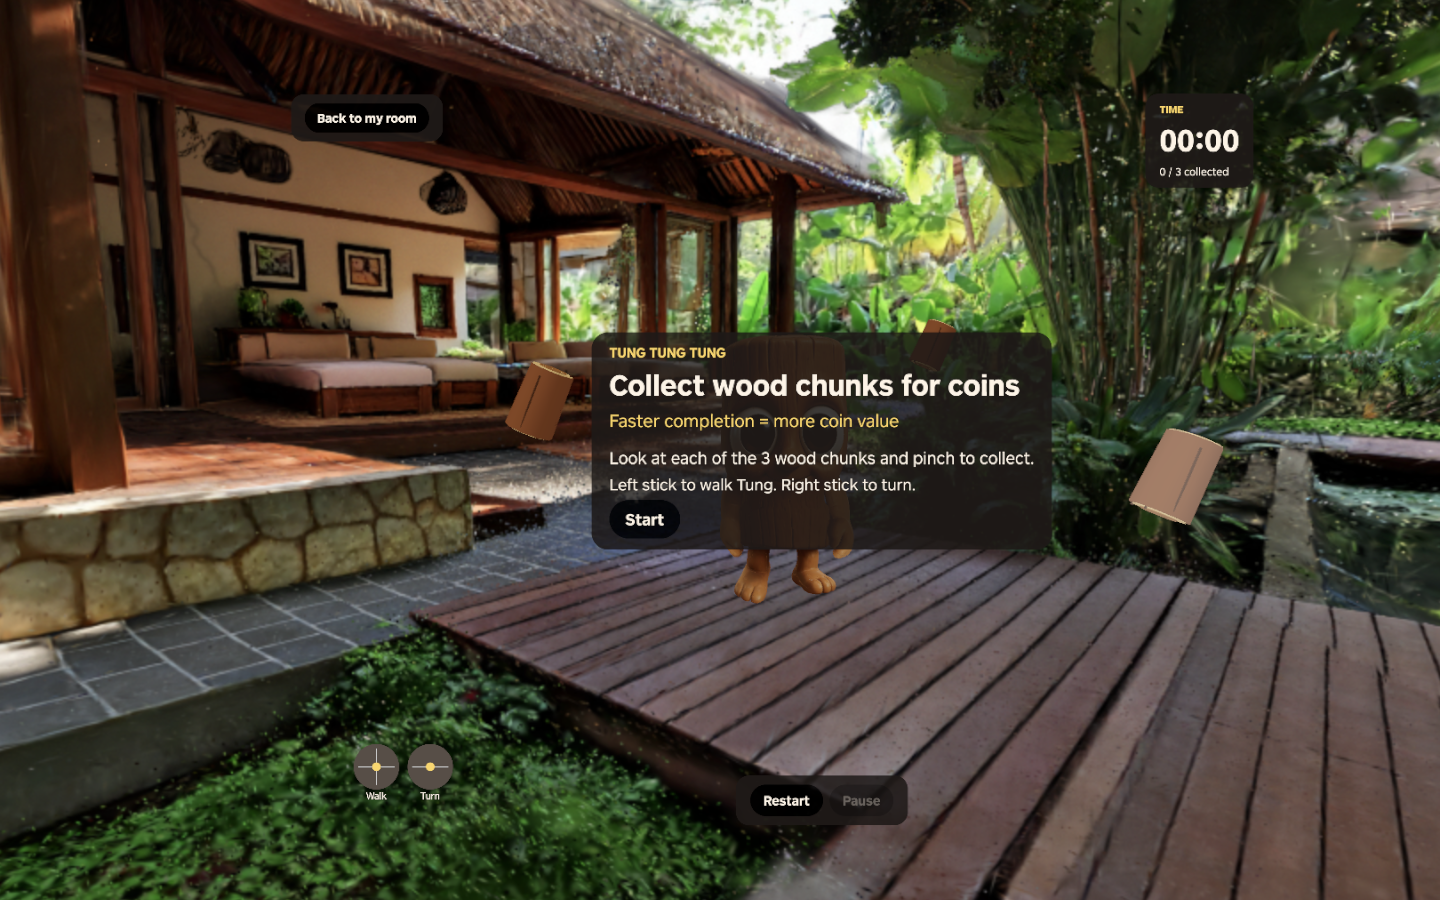 Back to my room
TIME
00:00
0 / 3 collected
TUNG TUNG TUNG
Collect wood chunks for coins
Faster completion = more coin value
Look at each of the 3 wood chunks and pinch to collect.
Left stick to walk Tung. Right stick to turn.
Start
Walk
Turn
Restart
Pause